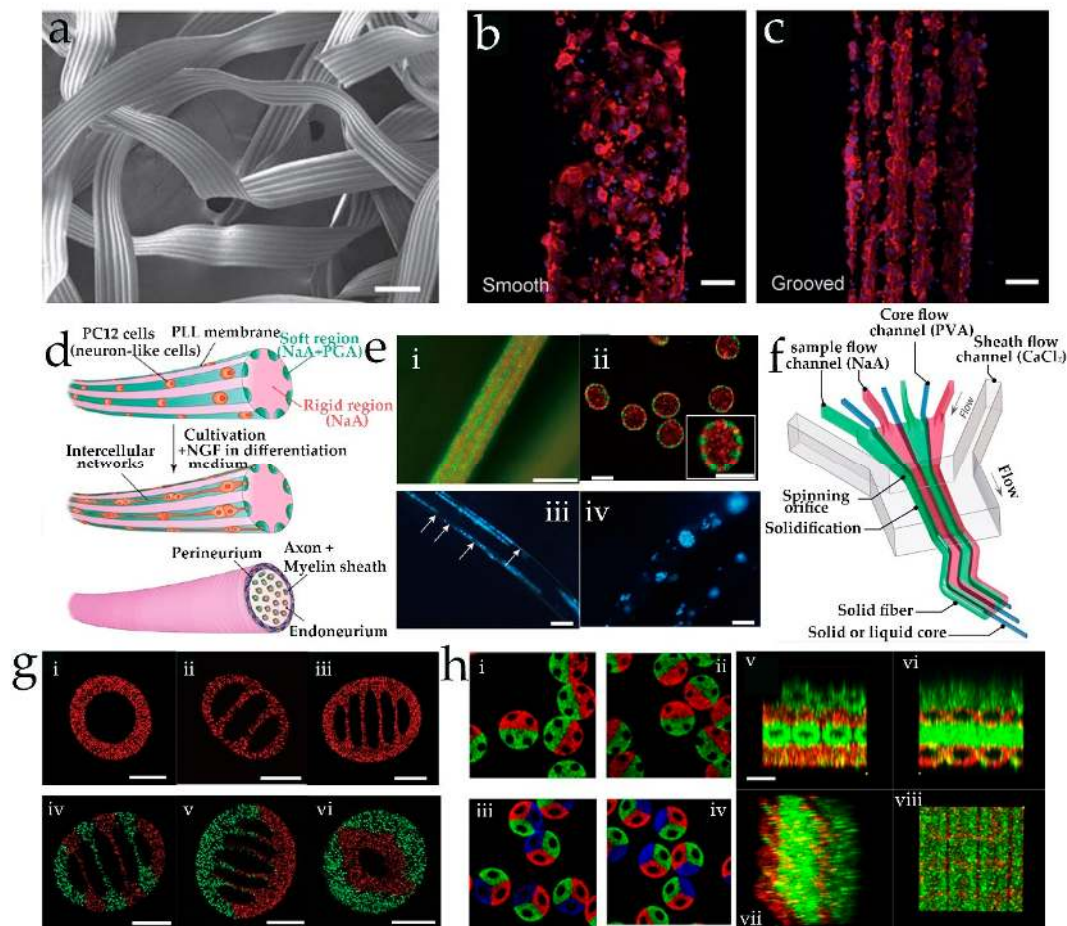 a
b
c
Smooth
Grooved
d
PC12 cells
(neuron-like cells)
PLL membrane
Soft region
(NaA+PGA)
Rigid region
(NaA)
Cultivation
+NGF in differentiation
medium
Intercellular
networks
Perineurium
Axon +
Myelin sheath
Endoneurium
e
i
ii
iii
iv
f
Core flow
channel (PVA)
sample flow
channel (NaA)
Sheath flow
channel (CaCl₂)
Flow
Flow
Spinning
orifice
Solidification
Solid fiber
Solid or liquid core
g
i
ii
iii
iv
v
vi
h
i
ii
iii
iv
v
vi
vii
viii